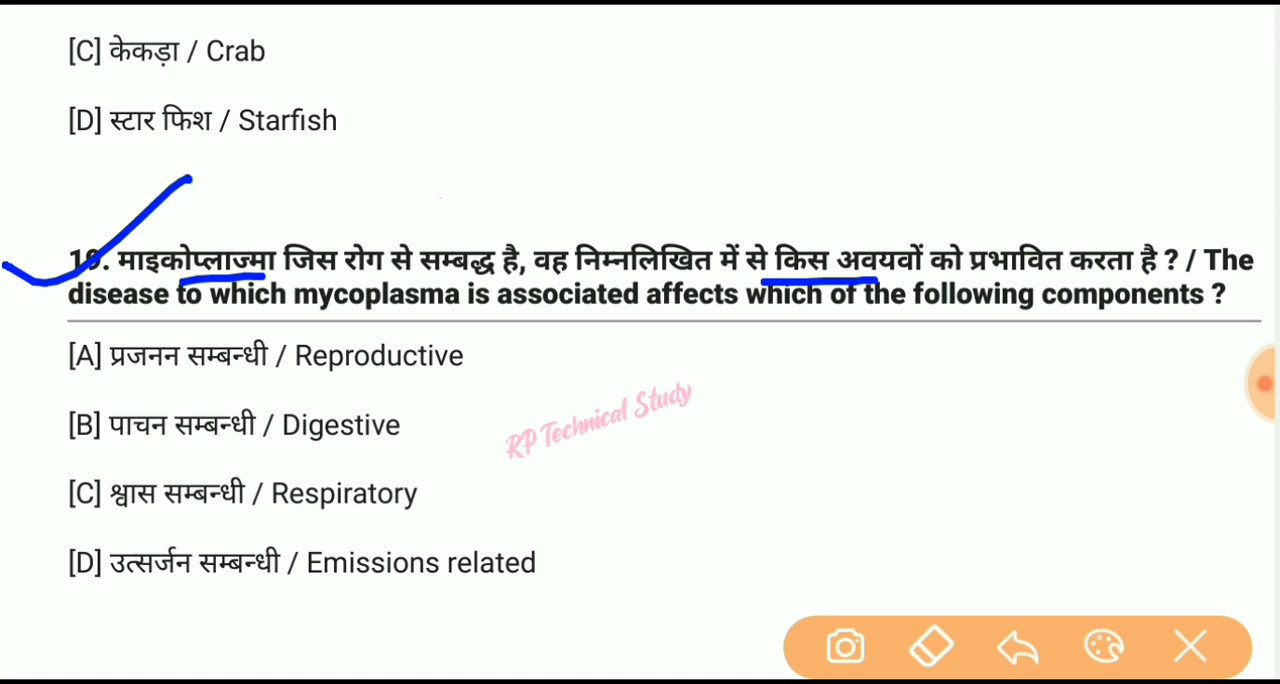 [C] केकड़ा / Crab
[D] स्टार फिश / Starfish
19. माइकोप्लाज्मा जिस रोग से सम्बद्ध है, वह निम्नलिखित में से किस अवयवों को प्रभावित करता है ? / The
disease to which mycoplasma is associated affects which of the following components ?
[A] प्रजनन सम्बन्धी / Reproductive
[B] पाचन सम्बन्धी / Digestive
RP Technical Study
[C] श्वास सम्बन्धी / Respiratory
[D] उत्सर्जन सम्बन्धी / Emissions related